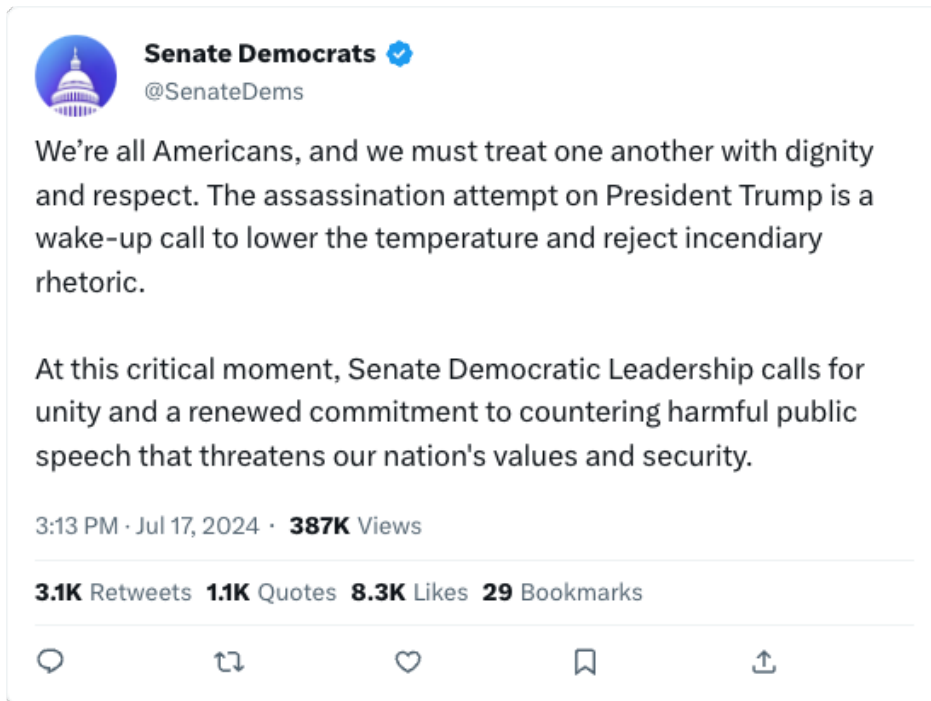 Senate Democrats
@SenateDems
We’re all Americans, and we must treat one another with dignity
and respect. The assassination attempt on President Trump is a
wake-up call to lower the temperature and reject incendiary
rhetoric.
At this critical moment, Senate Democratic Leadership calls for
unity and a renewed commitment to countering harmful public
speech that threatens our nation's values and security.
3:13 PM · Jul 17, 2024 · 387K Views
3.1K Retweets 1.1K Quotes 8.3K Likes 29 Bookmarks